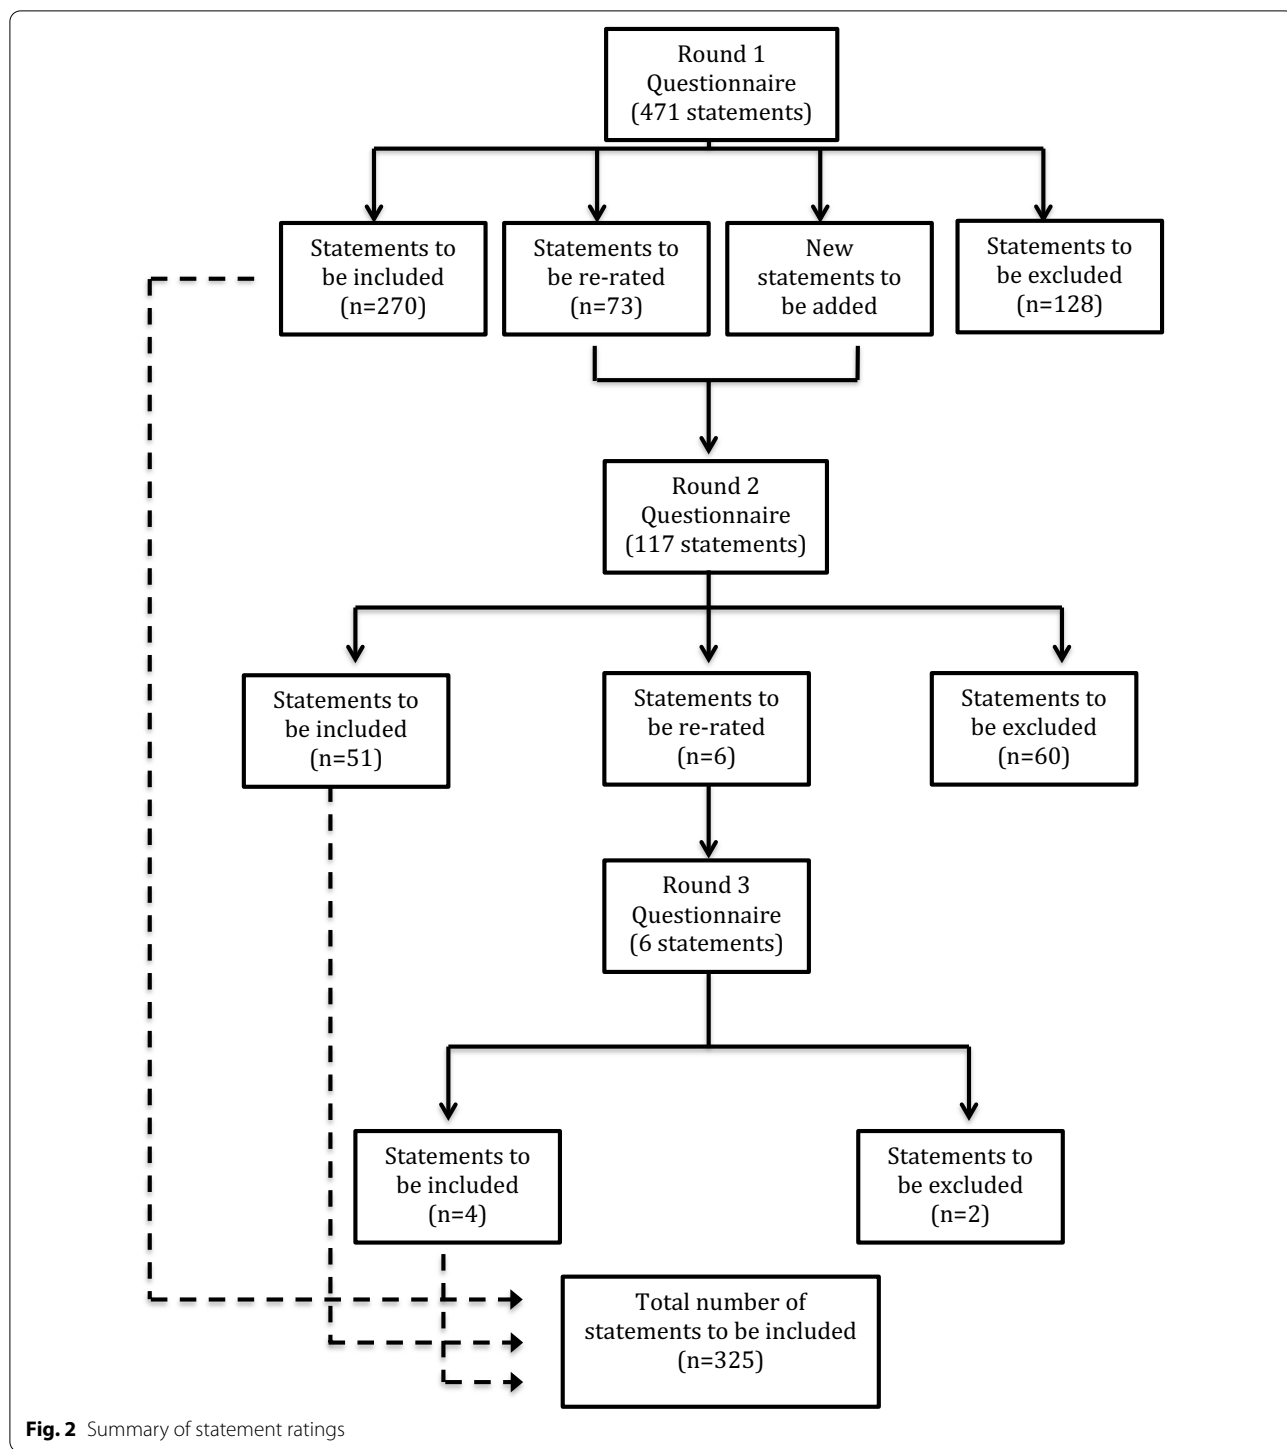 Round 1
Questionnaire
(471 statements)
Statements to
be included
(n=270)
Statements to
be re-rated
(n=73)
New
statements to
be added
Statements to
be excluded
(n=128)
Round 2
Questionnaire
(117 statements)
Statements to
be included
(n=51)
Statements to
be re-rated
(n=6)
Statements to
be excluded
(n=60)
Round 3
Questionnaire
(6 statements)
Statements to
be included
(n=4)
Statements to
be excluded
(n=2)
Total number of
statements to be included
(n=325)
Fig. 2 Summary of statement ratings